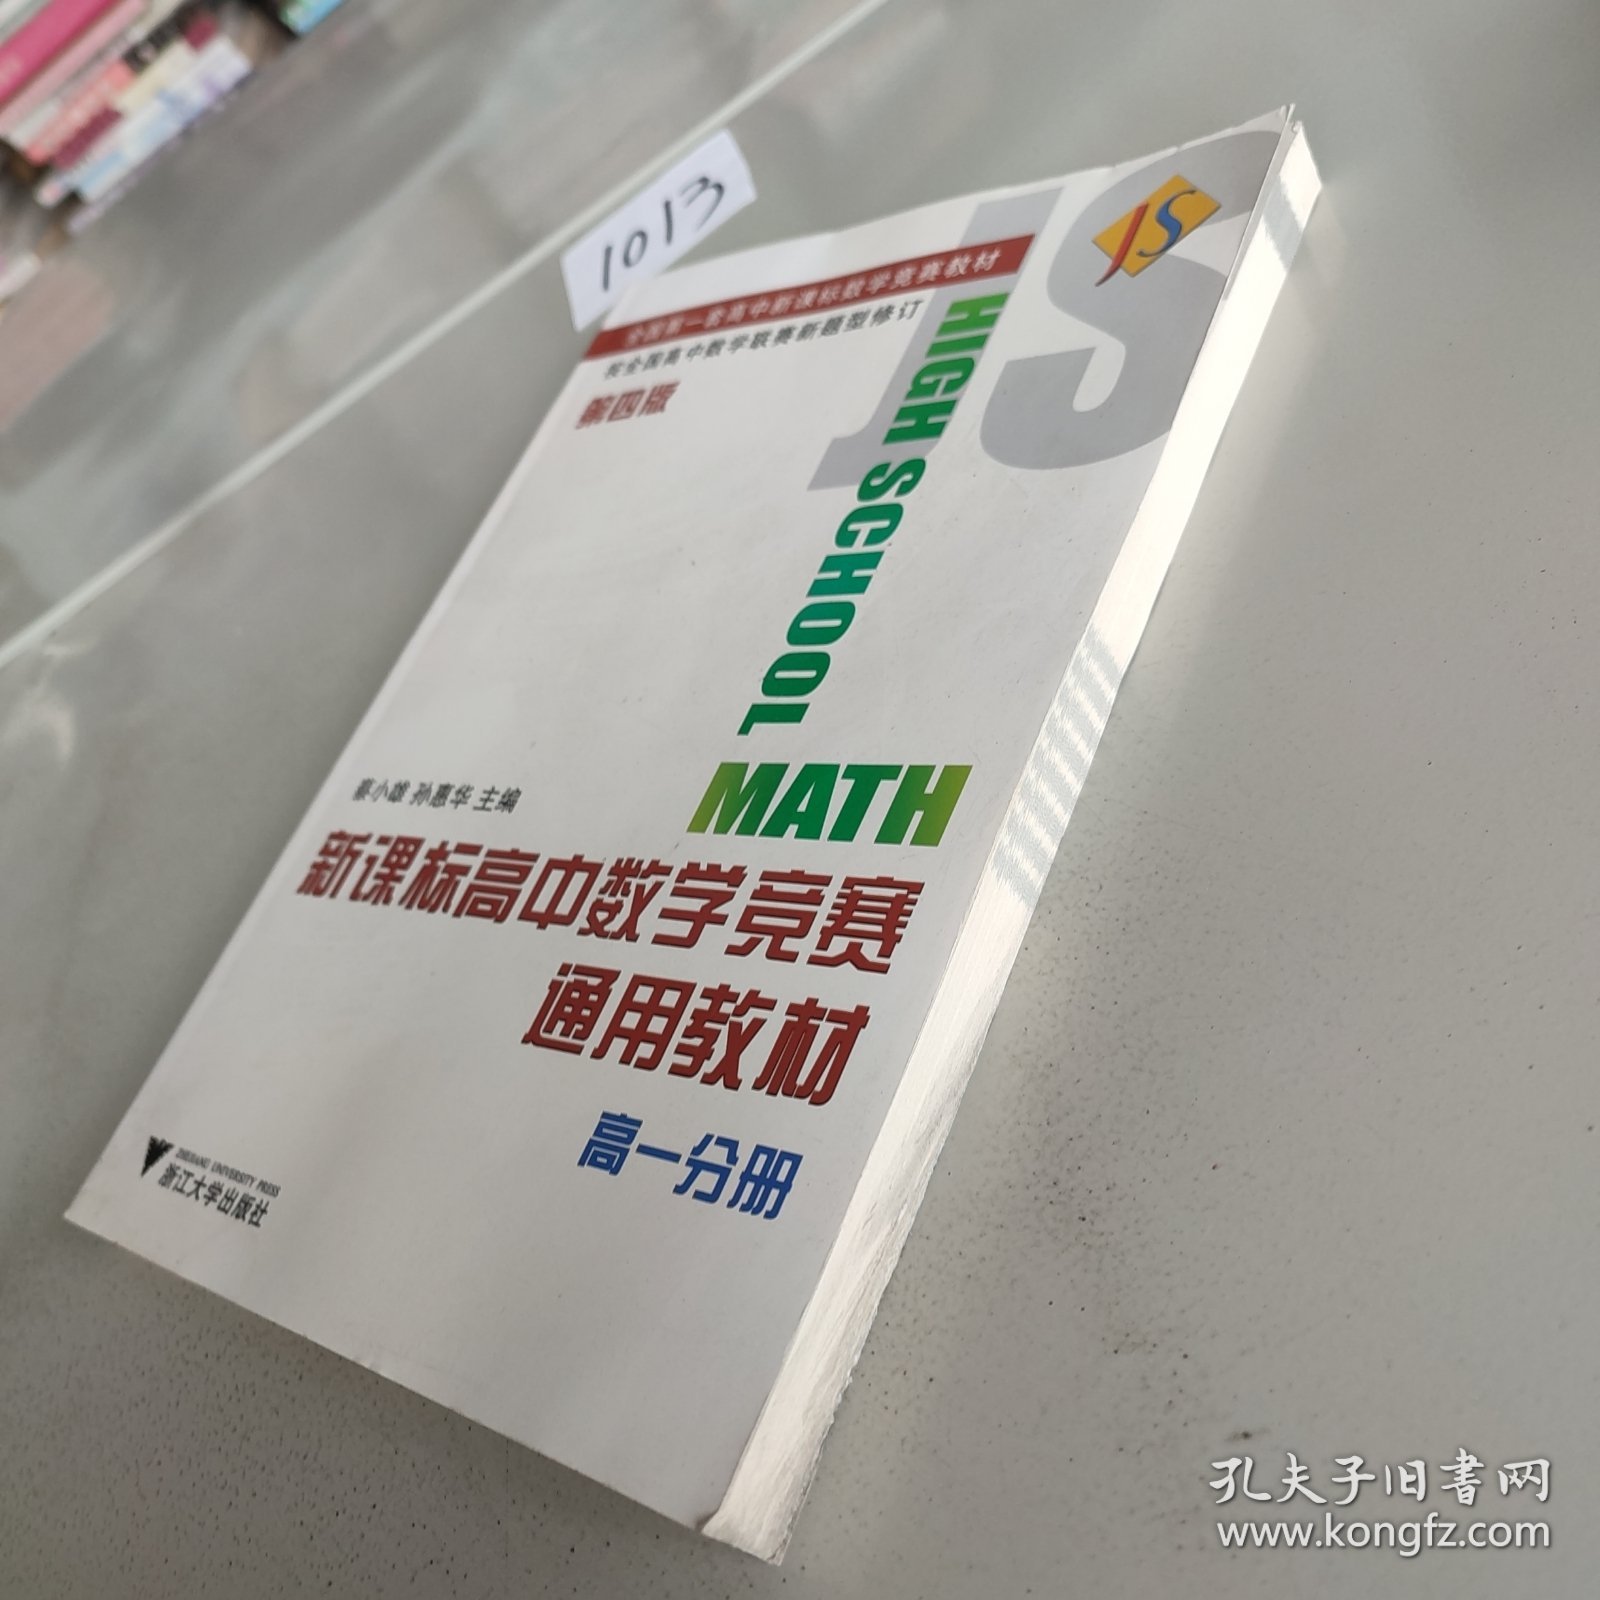 1013
JS
全国第一套高中新课标数学竞赛教材
按全国高中数学联赛新题型修订
第四版
HIGH SCHOOL
MATH
蔡小雄 孙惠华 主编
新课标高中数学竞赛
通用教材
高一分册
ZHEJIANG UNIVERSITY PRESS
浙江大学出版社
孔夫子旧书网
www.kongfz.com